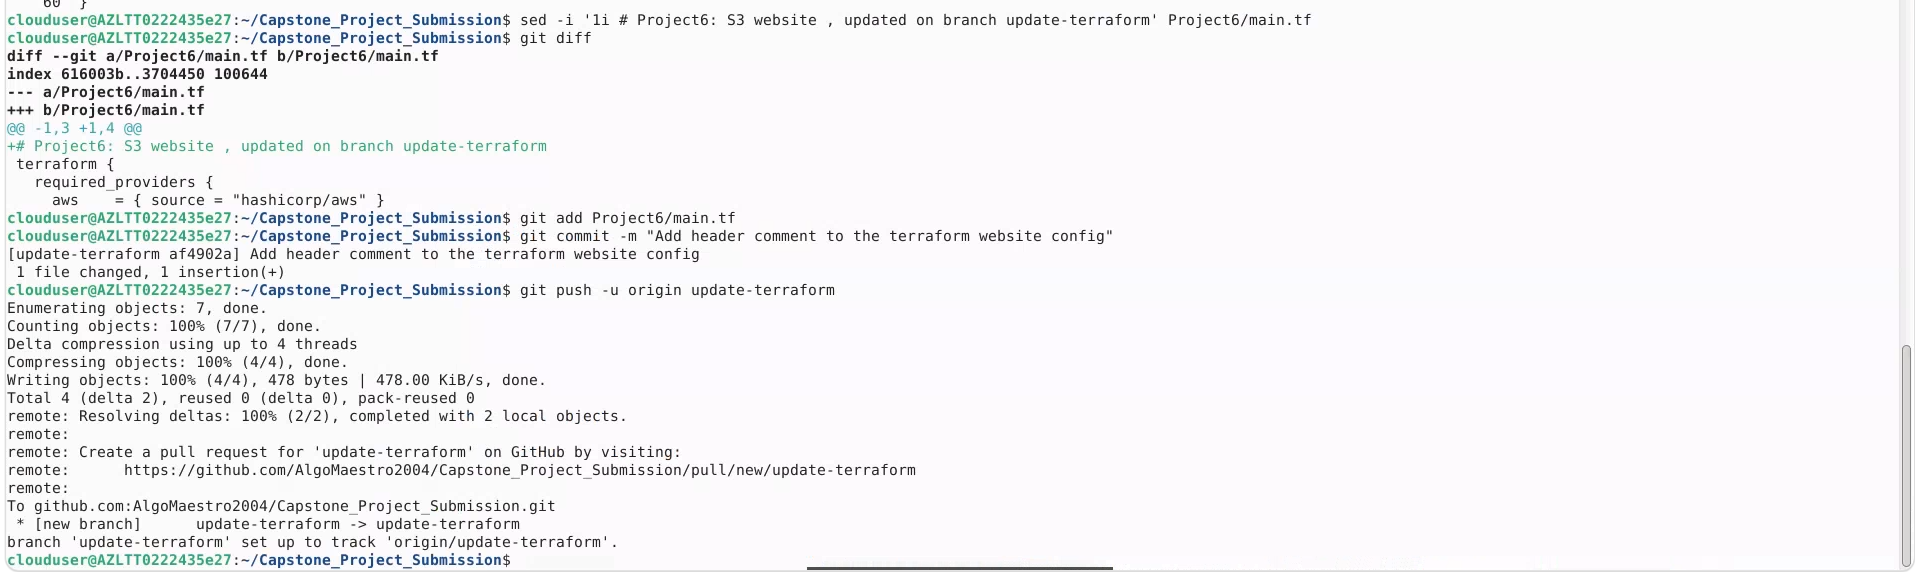 60  }
clouduser@AZLTT0222435e27:~/Capstone_Project_Submission$ sed -i '1i # Project6: S3 website , updated on branch update-terraform' Project6/main.tf
clouduser@AZLTT0222435e27:~/Capstone_Project_Submission$ git diff
diff --git a/Project6/main.tf b/Project6/main.tf
index 616003b..3704450 100644
--- a/Project6/main.tf
+++ b/Project6/main.tf
@@ -1,3 +1,4 @@
+# Project6: S3 website , updated on branch update-terraform
 terraform {
   required_providers {
     aws    = { source = "hashicorp/aws" }
clouduser@AZLTT0222435e27:~/Capstone_Project_Submission$ git add Project6/main.tf
clouduser@AZLTT0222435e27:~/Capstone_Project_Submission$ git commit -m "Add header comment to the terraform website config"
[update-terraform af4902a] Add header comment to the terraform website config
 1 file changed, 1 insertion(+)
clouduser@AZLTT0222435e27:~/Capstone_Project_Submission$ git push -u origin update-terraform
Enumerating objects: 7, done.
Counting objects: 100% (7/7), done.
Delta compression using up to 4 threads
Compressing objects: 100% (4/4), done.
Writing objects: 100% (4/4), 478 bytes | 478.00 KiB/s, done.
Total 4 (delta 2), reused 0 (delta 0), pack-reused 0
remote: Resolving deltas: 100% (2/2), completed with 2 local objects.
remote:
remote: Create a pull request for 'update-terraform' on GitHub by visiting:
remote:      https://github.com/AlgoMaestro2004/Capstone_Project_Submission/pull/new/update-terraform
remote:
To github.com:AlgoMaestro2004/Capstone_Project_Submission.git
 * [new branch]      update-terraform -> update-terraform
branch 'update-terraform' set up to track 'origin/update-terraform'.
clouduser@AZLTT0222435e27:~/Capstone_Project_Submission$